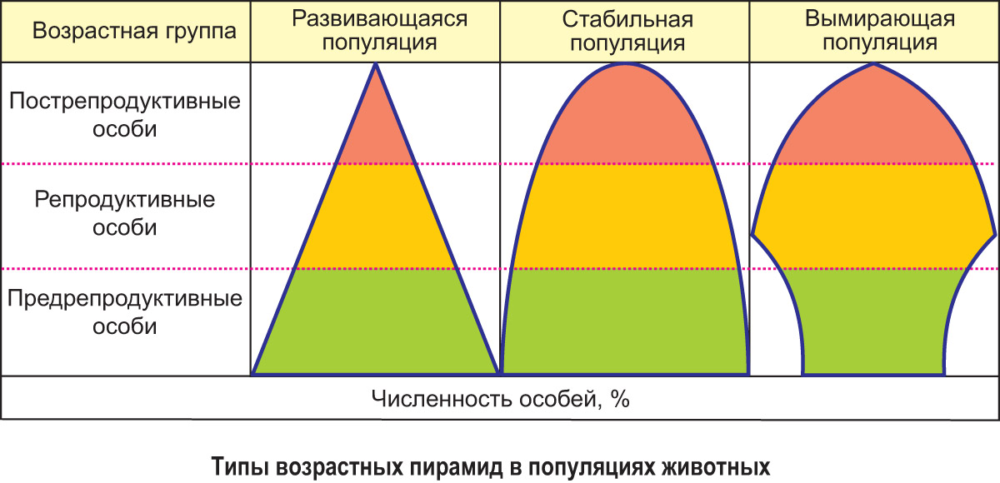 Возрастная группа
Развивающаяся
популяция
Стабильная
популяция
Вымирающая
популяция
Пострепродуктивные
особи
Репродуктивные
особи
Предрепродуктивные
особи
Численность особей, %
Типы возрастных пирамид в популяциях животных